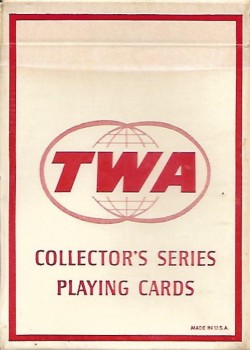 TWA
COLLECTOR'S SERIES
PLAYING CARDS
MADE IN U.S.A.